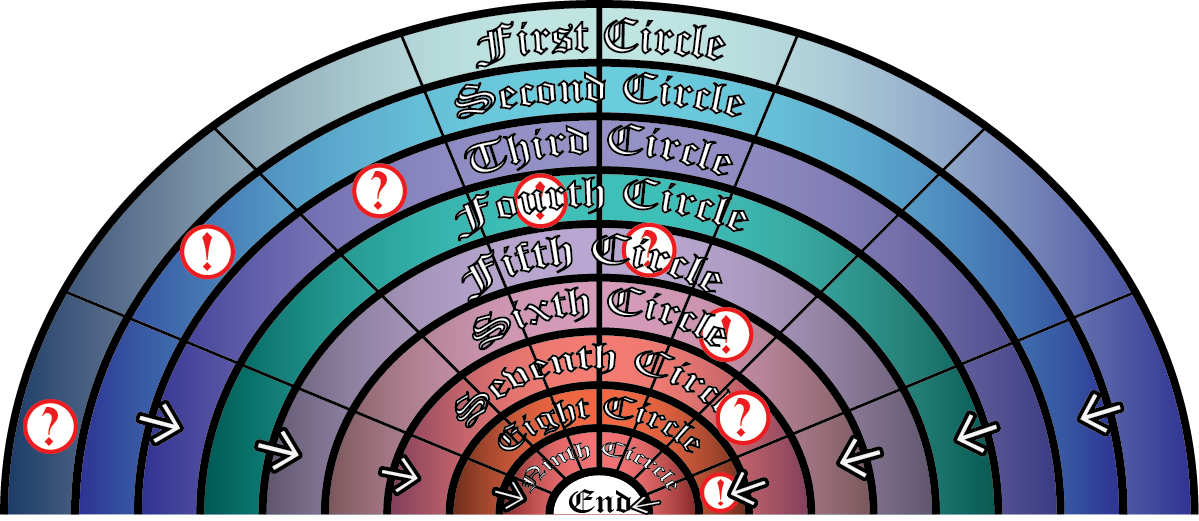 First Circle
Second Circle
Third Circle
?
Fourth Circle
!
!
Fifth Circle
?
Sixth Circle
!
Seventh Circle
?
?
Eight Circle
Ninth Circle
!
End